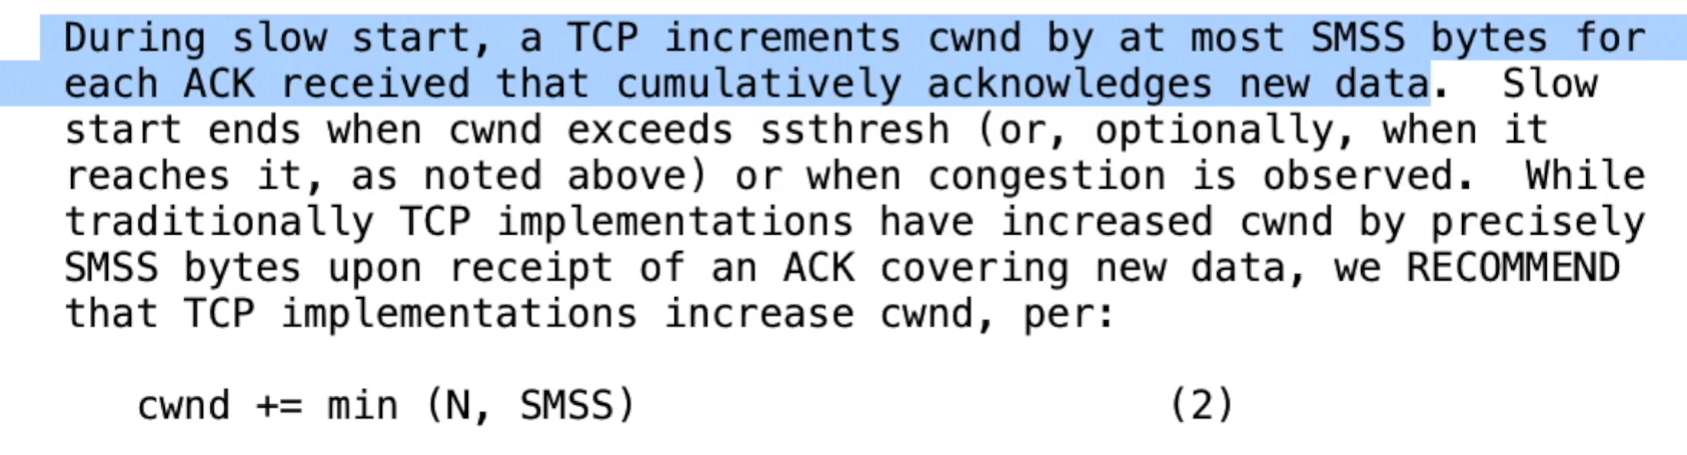 During slow start, a TCP increments cwnd by at most SMSS bytes for
each ACK received that cumulatively acknowledges new data.  Slow
start ends when cwnd exceeds ssthresh (or, optionally, when it
reaches it, as noted above) or when congestion is observed.  While
traditionally TCP implementations have increased cwnd by precisely
SMSS bytes upon receipt of an ACK covering new data, we RECOMMEND
that TCP implementations increase cwnd, per:
cwnd += min (N, SMSS)                      (2)